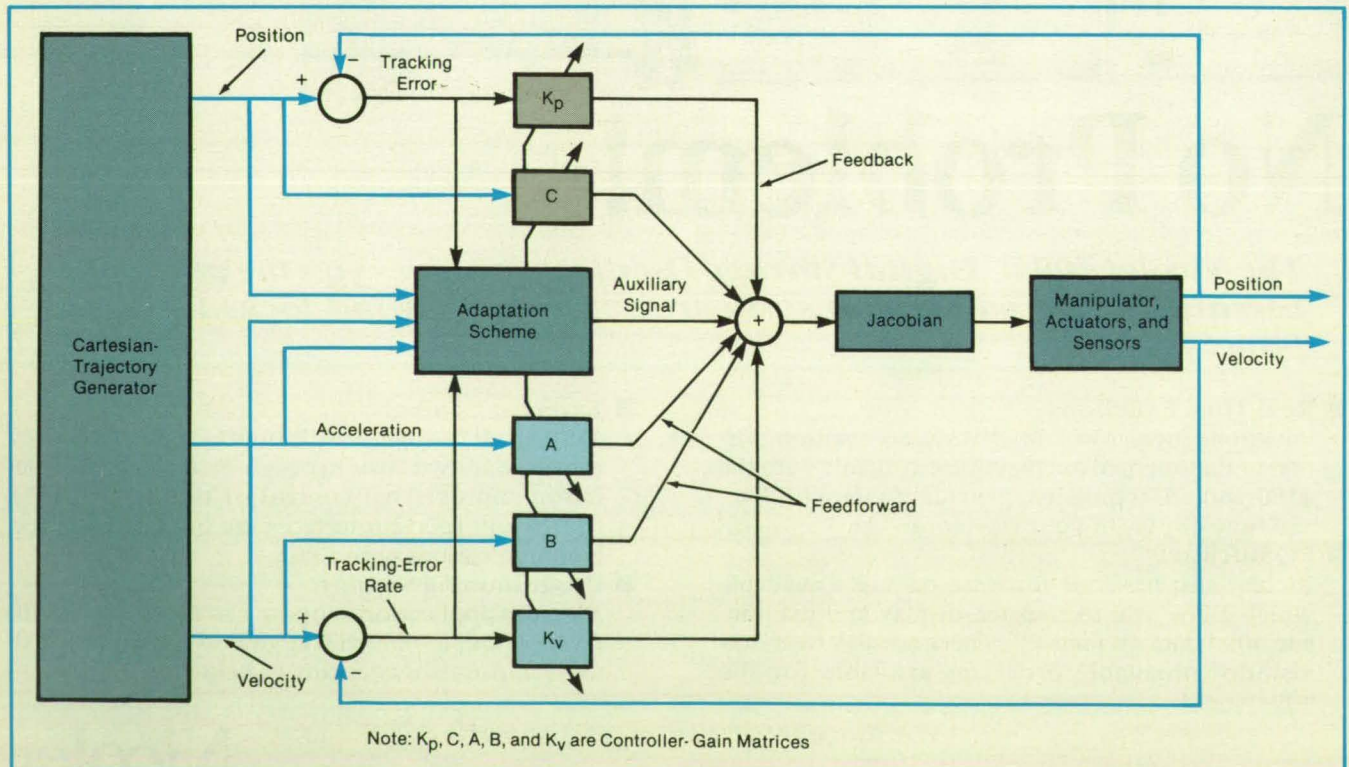 Position
Tracking
Error
Kp
Feedback
C
Auxiliary
Signal
Adaptation
Scheme
Cartesian-
Trajectory
Generator
+
-
+
Jacobian
Manipulator,
Actuators, and
Sensors
Position
Velocity
Acceleration
A
Feedforward
B
Tracking-Error
Rate
+
-
Kv
Velocity
Note: Kp, C, A, B, and Kv are Controller- Gain Matrices